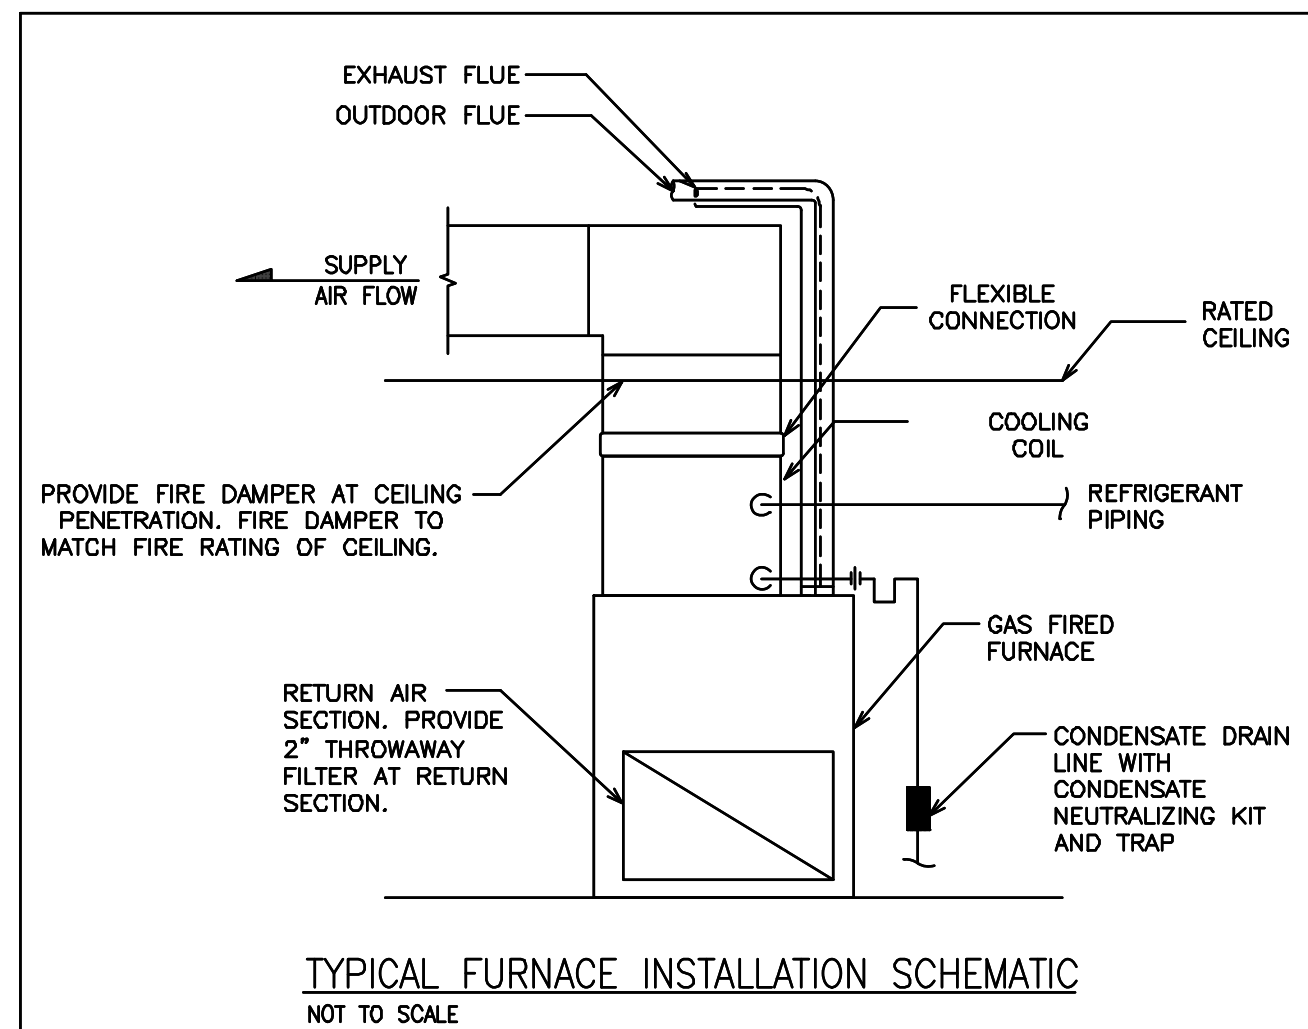 EXHAUST FLUE
OUTDOOR FLUE
SUPPLY
AIR FLOW
FLEXIBLE
CONNECTION
RATED
CEILING
COOLING
COIL
PROVIDE FIRE DAMPER AT CEILING
PENETRATION. FIRE DAMPER TO
MATCH FIRE RATING OF CEILING.
REFRIGERANT
PIPING
GAS FIRED
FURNACE
RETURN AIR
SECTION. PROVIDE
2" THROWAWAY
FILTER AT RETURN
SECTION.
CONDENSATE DRAIN
LINE WITH
CONDENSATE
NEUTRALIZING KIT
AND TRAP
TYPICAL FURNACE INSTALLATION SCHEMATIC
NOT TO SCALE